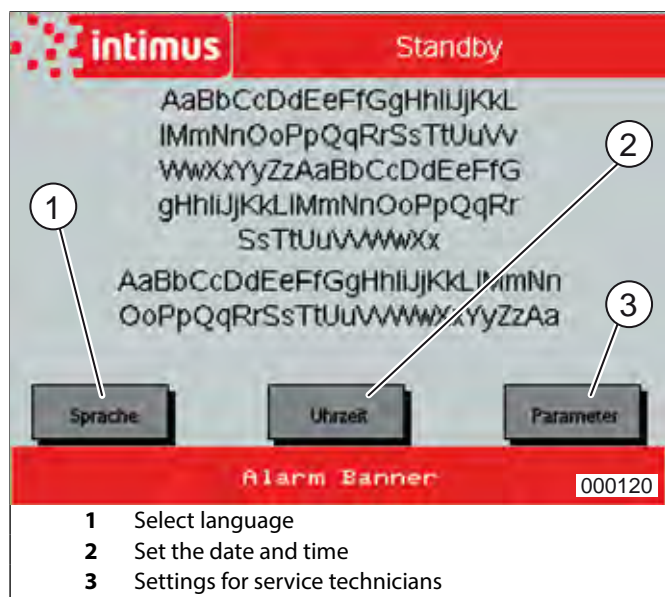 intimus
Standby
AaBbCcDdEeFfGgHhIiJjKkL
lMmNnOoPpQqRrSsTtUuVv
WwXxYyZzAaBbCcDdEeFfG
gHhIiJjKkLlMmNnOoPpQqRr
SsTtUuVvWwXx
AaBbCcDdEeFfGgHhIiJjKkLlMmNn
OoPpQqRrSsTtUuVvWwXxYyZzAa
1
2
3
Sprache
Uhrzeit
Parameter
Alarm Banner
000120
1 Select language
2 Set the date and time
3 Settings for service technicians